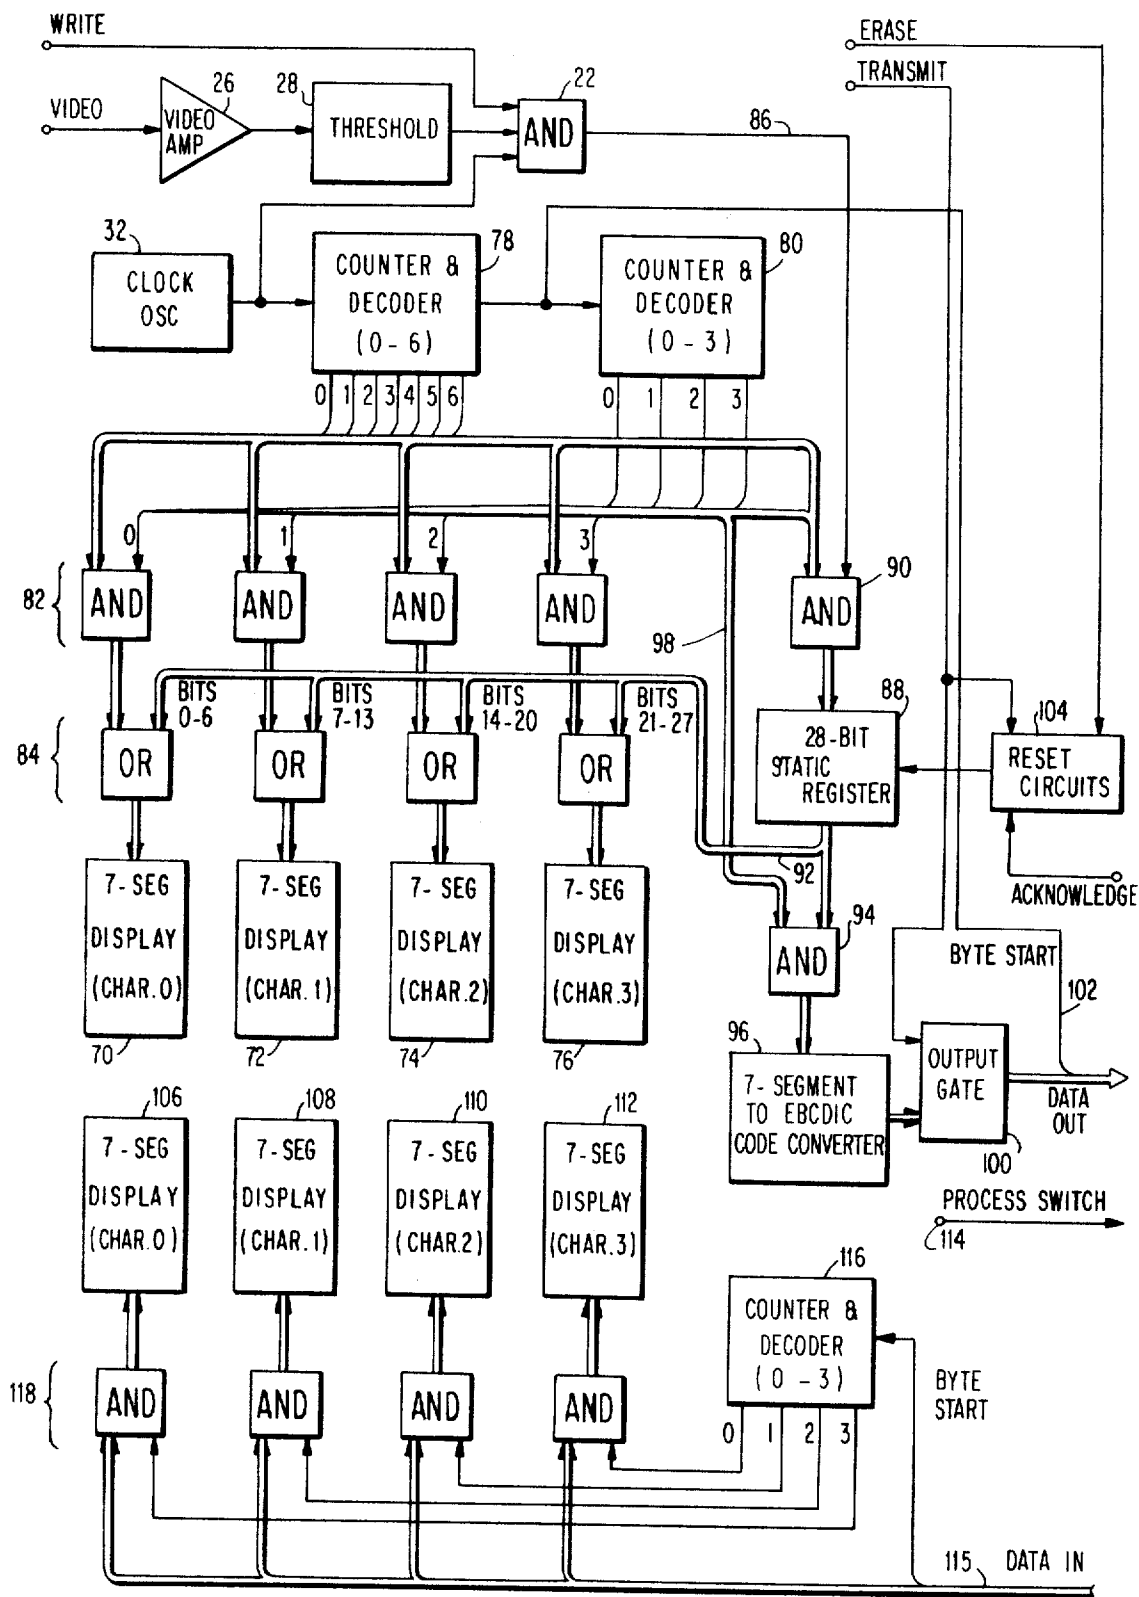 WRITE
ERASE
TRANSMIT
VIDEO
26
VIDEO
AMP
28
THRESHOLD
22
AND
86
32
CLOCK
OSC
COUNTER &
DECODER
(0-6)
78
COUNTER &
DECODER
(0-3)
80
0 1 2 3 4 5 6
0 1 2 3
0 1 2 3
82
AND AND AND AND
98
90
AND
BITS
0-6
BITS
7-13
BITS
14-20
BITS
21-27
84
OR OR OR OR
88
28-BIT
STATIC
REGISTER
104
RESET
CIRCUITS
92
ACKNOWLEDGE
7-SEG
DISPLAY
(CHAR.0)
70
7-SEG
DISPLAY
(CHAR.1)
72
7-SEG
DISPLAY
(CHAR.2)
74
7-SEG
DISPLAY
(CHAR.3)
76
94
AND
BYTE START
102
96
7-SEGMENT
TO EBCDIC
CODE CONVERTER
OUTPUT
GATE
100
DATA
OUT
106
7-SEG
DISPLAY
(CHAR.0)
108
7-SEG
DISPLAY
(CHAR.1)
110
7-SEG
DISPLAY
(CHAR.2)
112
7-SEG
DISPLAY
(CHAR.3)
PROCESS SWITCH
114
116
COUNTER &
DECODER
(0-3)
0 1 2 3
BYTE
START
118
AND AND AND AND
115
DATA IN